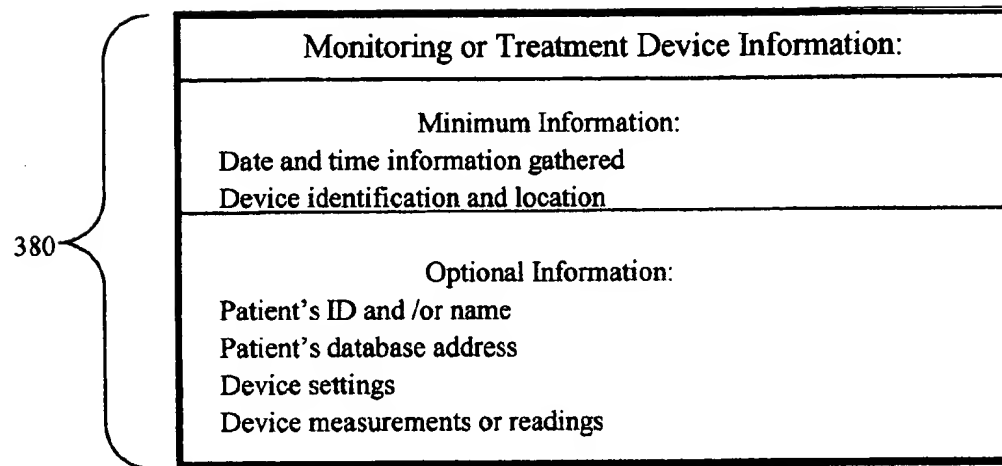 Monitoring or Treatment Device Information:
Minimum Information:
Date and time information gathered
Device identification and location
380
Optional Information:
Patient's ID and /or name
Patient's database address
Device settings
Device measurements or readings